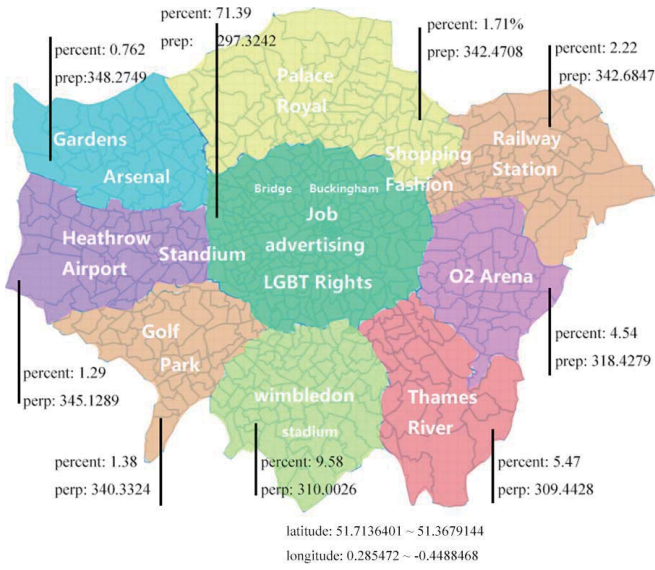 percent: 71.39
prep: 297.3242
percent: 0.762
prep:348.2749
percent: 1.71%
prep: 342.4708
percent: 2.22
prep: 342.6847
Palace
Royal
Gardens
Arsenal
Shopping
Fashion
Railway
Station
Bridge Buckingham
Job
advertising
LGBT Rights
Heathrow
Airport
Standium
O2 Arena
Golf
Park
wimbledon
stadium
Thames
River
percent: 4.54
prep: 318.4279
percent: 1.29
perp: 345.1289
percent: 1.38
perp: 340.3324
percent: 9.58
perp: 310.0026
percent: 5.47
perp: 309.4428
latitude: 51.7136401 ~ 51.3679144
longitude: 0.285472 ~ -0.4488468